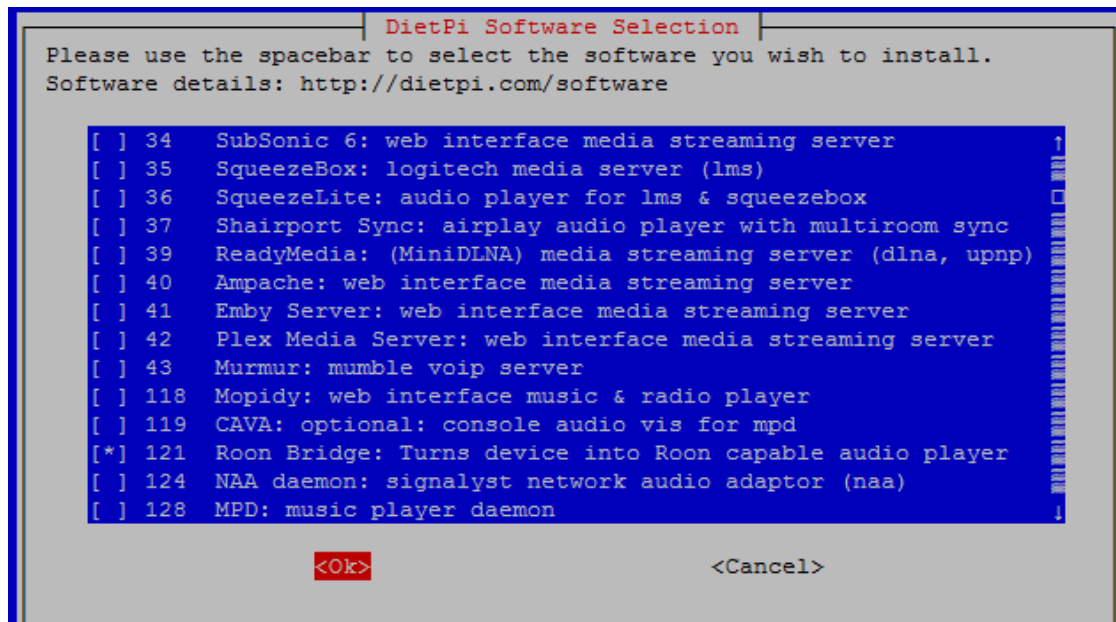 DietPi Software Selection
Please use the spacebar to select the software you wish to install.
Software details: http://dietpi.com/software
[ ] 34 SubSonic 6: web interface media streaming server
[ ] 35 SqueezeBox: logitech media server (lms)
[ ] 36 SqueezeLite: audio player for lms & squeezebox
[ ] 37 Shairport Sync: airplay audio player with multiroom sync
[ ] 39 ReadyMedia: (MiniDLNA) media streaming server (dlna, upnp)
[ ] 40 Ampache: web interface media streaming server
[ ] 41 Emby Server: web interface media streaming server
[ ] 42 Plex Media Server: web interface media streaming server
[ ] 43 Murmur: mumble voip server
[ ] 118 Mopidy: web interface music & radio player
[ ] 119 CAVA: optional: console audio vis for mpd
[*] 121 Roon Bridge: Turns device into Roon capable audio player
[ ] 124 NAA daemon: signalyst network audio adaptor (naa)
[ ] 128 MPD: music player daemon
<Ok> <Cancel>